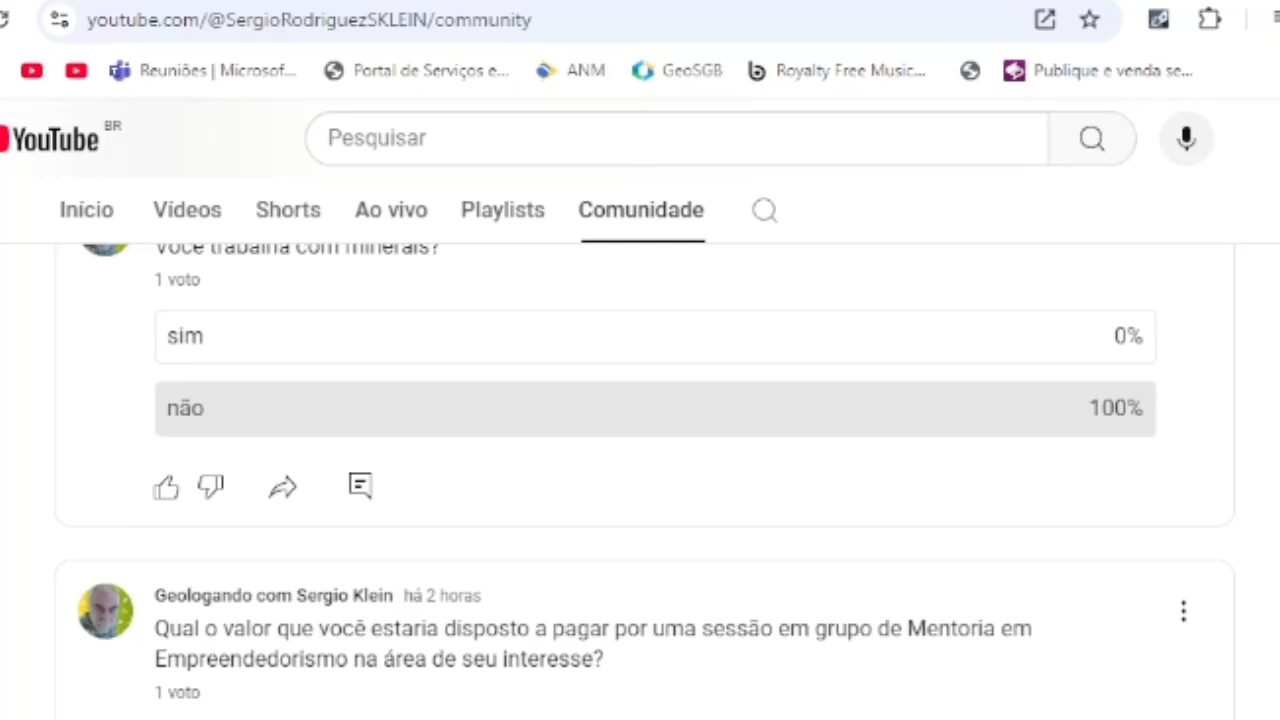 youtube.com/@SergioRodriguezSKLEIN/community
Reuniões | Microsof... Portal de Serviços e... ANM GeoSGB Royalty Free Music... Publique e venda se...
YouTube BR
Pesquisar
Início Vídeos Shorts Ao vivo Playlists Comunidade
Você trabalha com minerais?
1 voto
sim 0%
não 100%
Geologando com Sergio Klein há 2 horas
Qual o valor que você estaria disposto a pagar por uma sessão em grupo de Mentoria em
Empreendedorismo na área de seu interesse?
1 voto